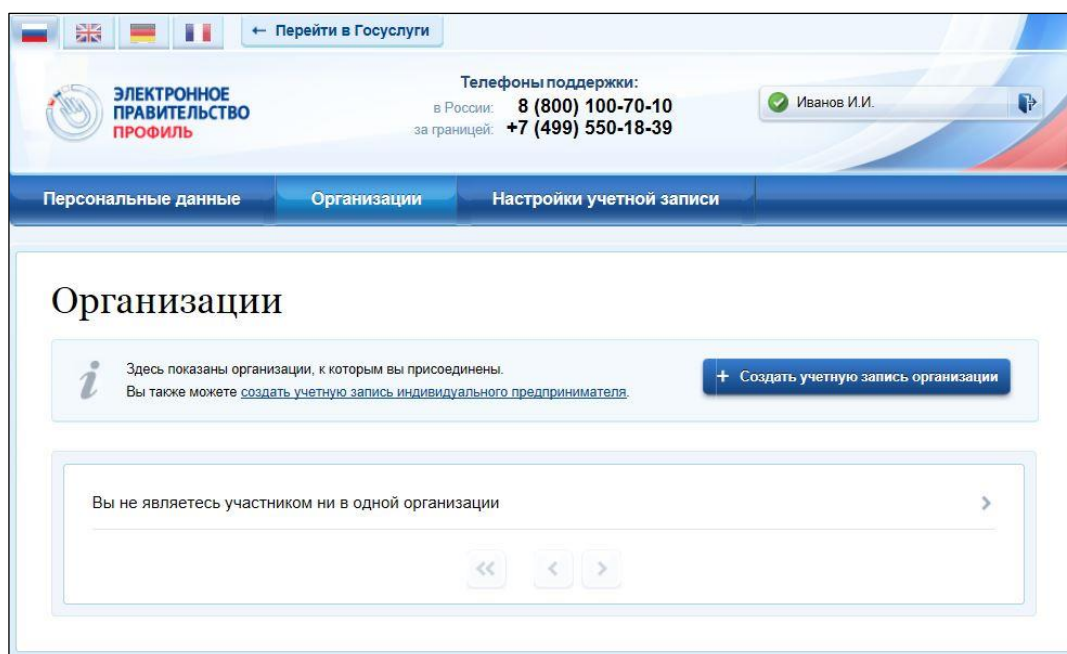 ← Перейти в Госуслуги
ЭЛЕКТРОННОЕ
ПРАВИТЕЛЬСТВО
ПРОФИЛЬ
Телефоны поддержки:
в России: 8 (800) 100-70-10
за границей: +7 (499) 550-18-39
Иванов И.И.
Персональные данные Организации Настройки учетной записи
Организации
Здесь показаны организации, к которым вы присоединены.
Вы также можете создать учетную запись индивидуального предпринимателя.
+ Создать учетную запись организации
Вы не являетесь участником ни в одной организации